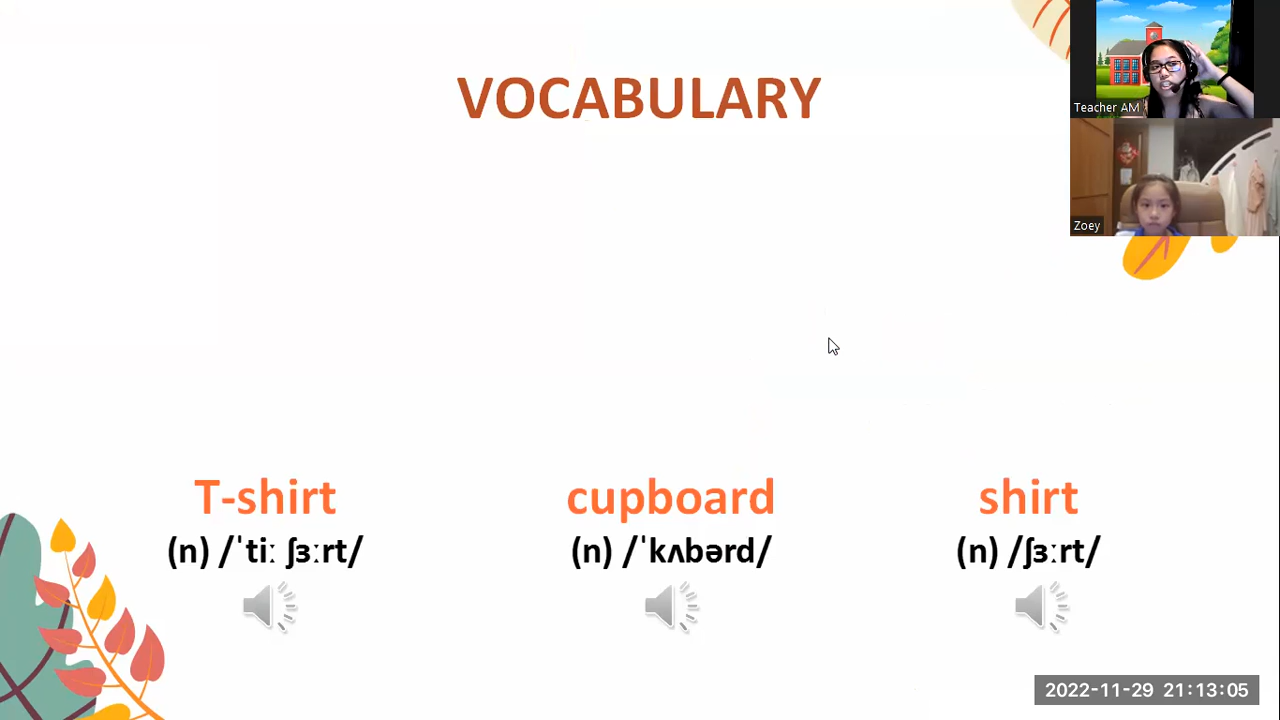 VOCABULARY
Teacher AM
Zoey
T-shirt
(n) /ˈtiː ʃɜːrt/
cupboard
(n) /ˈkʌbərd/
shirt
(n) /ʃɜːrt/
2022-11-29 21:13:05